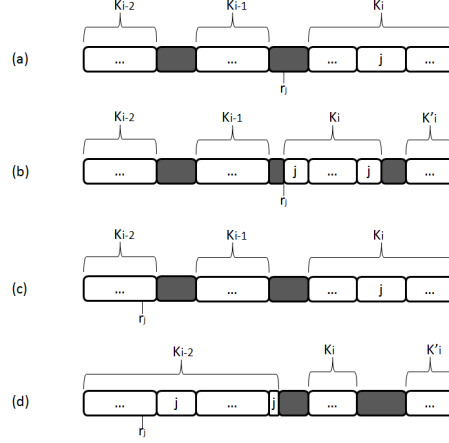 Ki-2 Ki-1 Ki
(a) ... ... ... j ...
rj
Ki-2 Ki-1 Ki K'i
(b) ... ... j ... j ...
rj
Ki-2 Ki-1 Ki
(c) ... ... ... j ...
rj
Ki-2 Ki K'i
(d) ... j ... j ... ...
rj